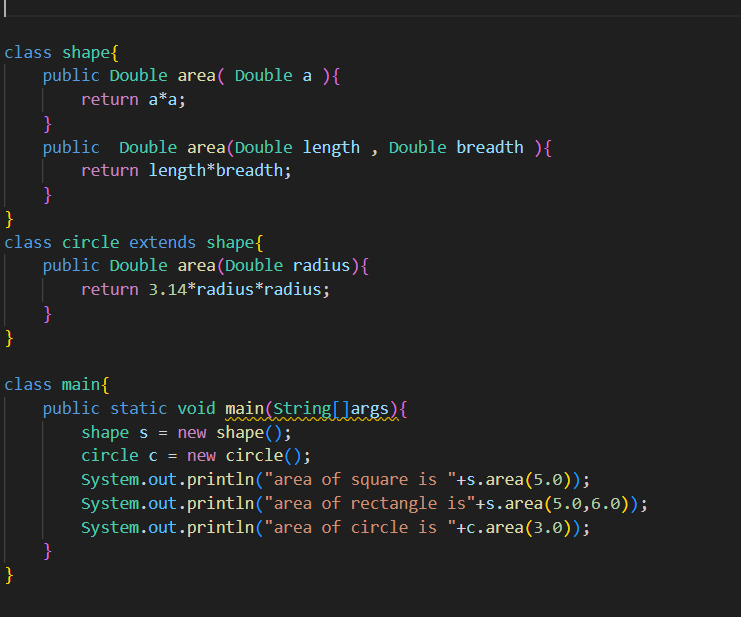 class shape{
    public Double area( Double a ){
        return a*a;
    }
    public  Double area(Double length , Double breadth ){
        return length*breadth;
    }
}
class circle extends shape{
    public Double area(Double radius){
        return 3.14*radius*radius;
    }
}
class main{
    public static void main(String[]args){
        shape s = new shape();
        circle c = new circle();
        System.out.println("area of square is "+s.area(5.0));
        System.out.println("area of rectangle is"+s.area(5.0,6.0));
        System.out.println("area of circle is "+c.area(3.0));
    }
}